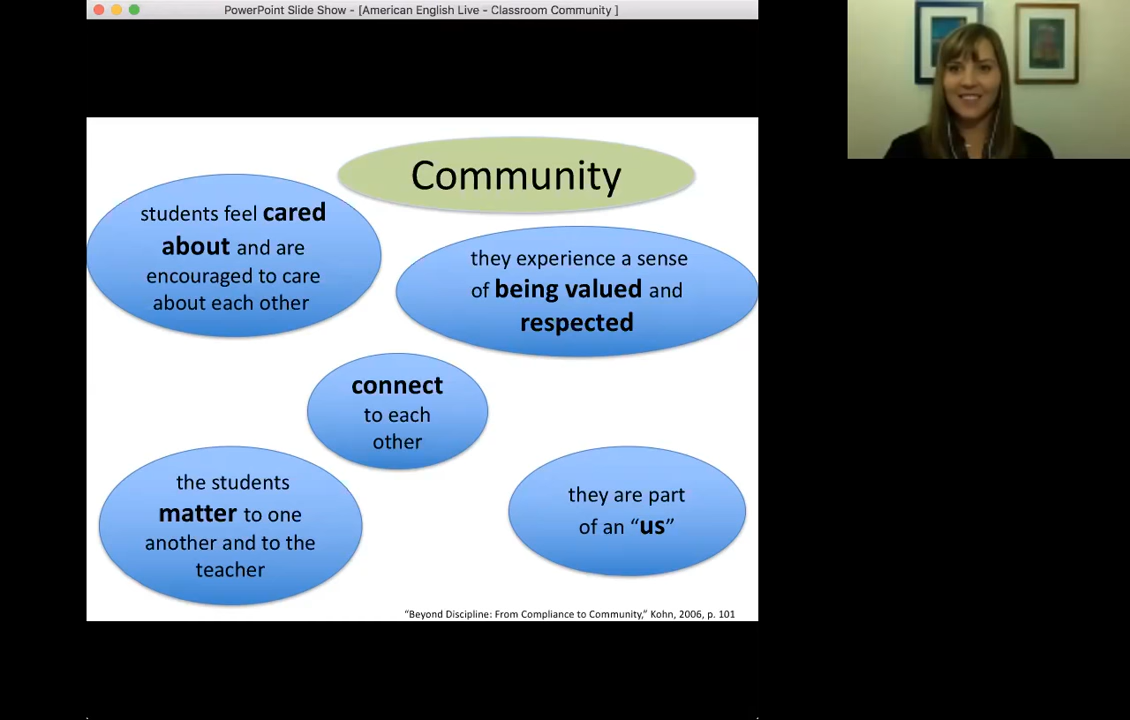 PowerPoint Slide Show - [American English Live - Classroom Community ]
Community
students feel cared
about and are
encouraged to care
about each other
they experience a sense
of being valued and
respected
connect
to each
other
the students
matter to one
another and to the
teacher
they are part
of an “us”
“Beyond Discipline: From Compliance to Community,” Kohn, 2006, p. 101